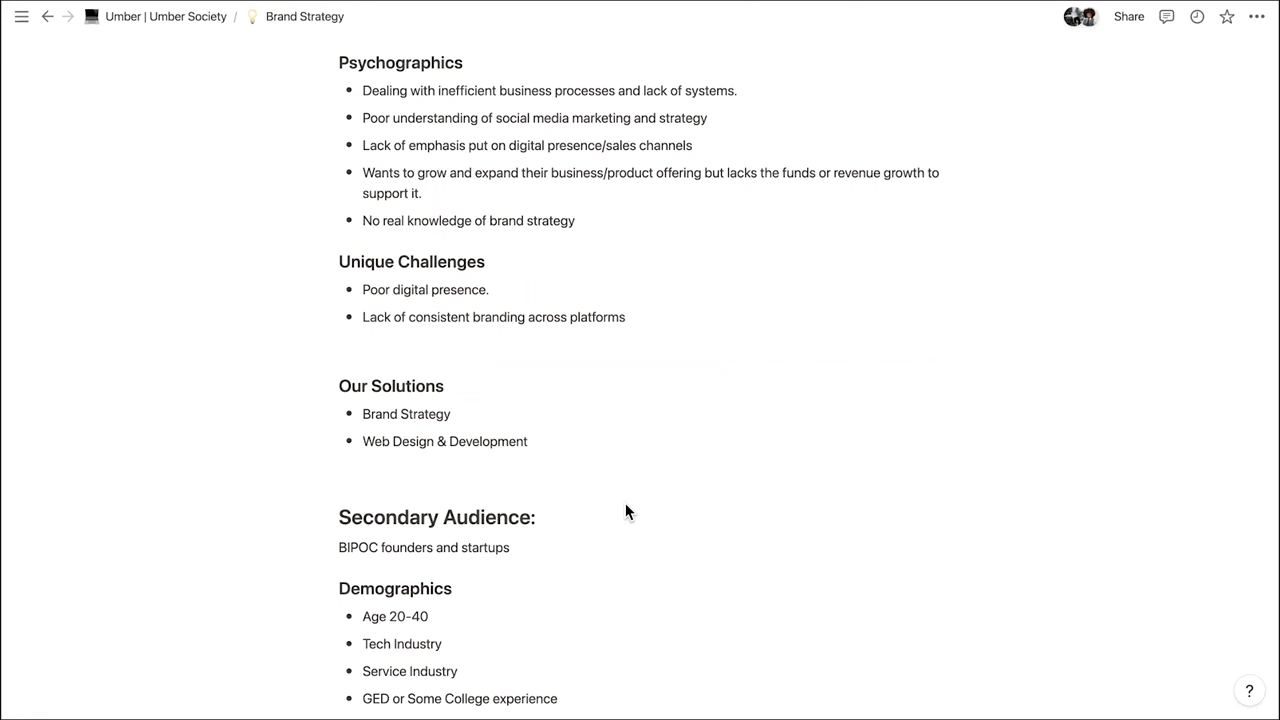 Umber | Umber Society / Brand Strategy Share
Psychographics
Dealing with inefficient business processes and lack of systems.
Poor understanding of social media marketing and strategy
Lack of emphasis put on digital presence/sales channels
Wants to grow and expand their business/product offering but lacks the funds or revenue growth to
support it.
No real knowledge of brand strategy
Unique Challenges
Poor digital presence.
Lack of consistent branding across platforms
Our Solutions
Brand Strategy
Web Design & Development
Secondary Audience:
BIPOC founders and startups
Demographics
Age 20-40
Tech Industry
Service Industry
GED or Some College experience
?